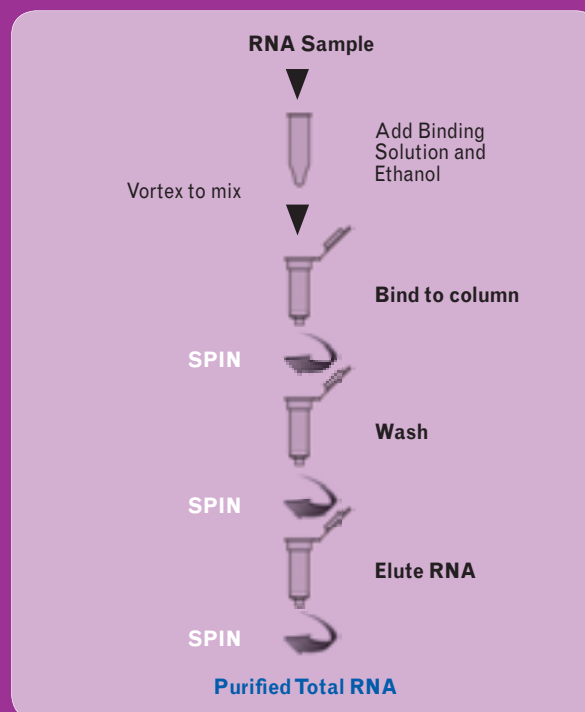 RNA Sample
Add Binding
Solution and
Ethanol
Vortex to mix
Bind to column
SPIN
Wash
SPIN
Elute RNA
SPIN
Purified Total RNA